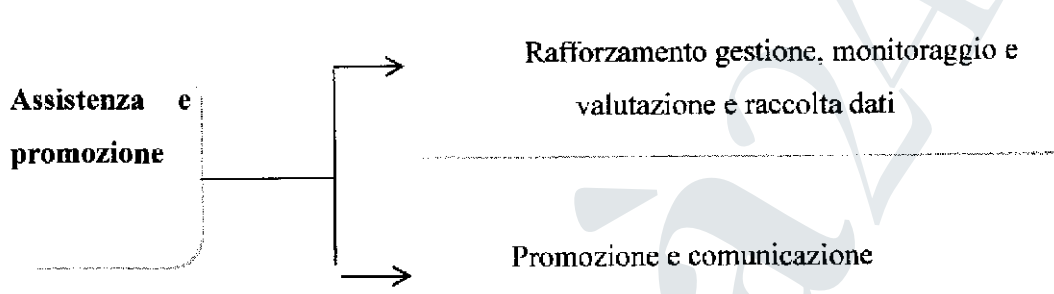 Assistenza e
promozione
Rafforzamento gestione, monitoraggio e
valutazione e raccolta dati
Promozione e comunicazione